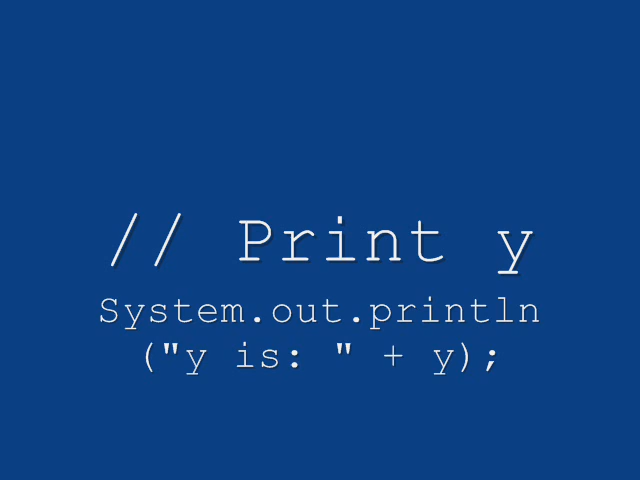 // Print y
System.out.println
("y is: " + y);